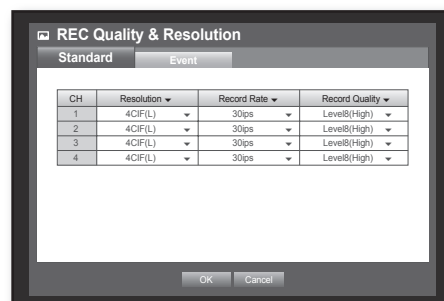 REC Quality & Resolution
Standard Event
CH Resolution Record Rate Record Quality
1 4CIF(L) 30ips Level8(High)
2 4CIF(L) 30ips Level8(High)
3 4CIF(L) 30ips Level8(High)
4 4CIF(L) 30ips Level8(High)
OK Cancel